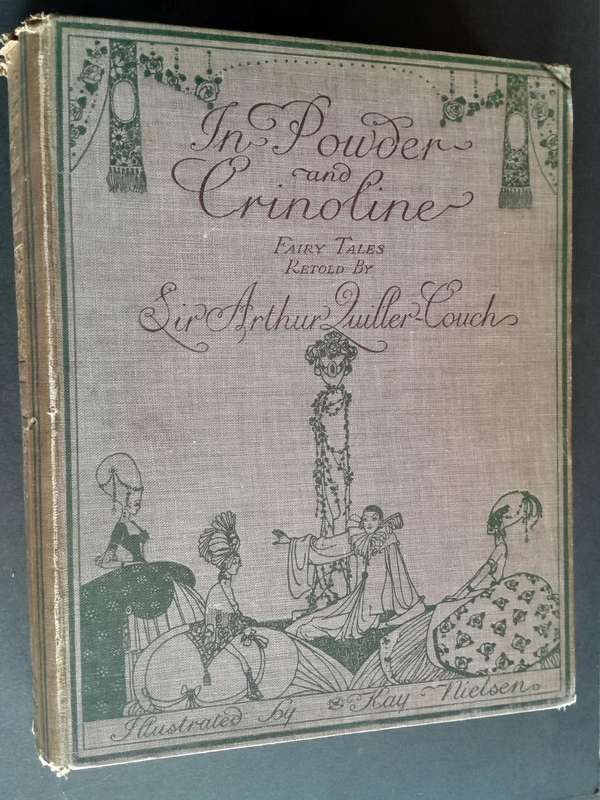 In Powder
and
Crinoline
Fairy Tales
Retold By
Sir Arthur Quiller-Couch
Illustrated by Kay Nielsen